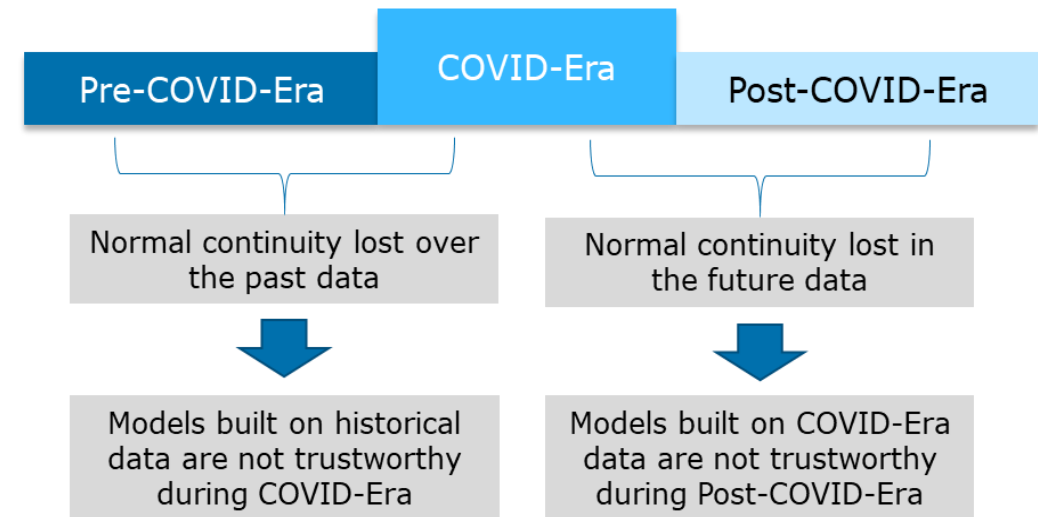 Pre-COVID-Era
COVID-Era
Post-COVID-Era
Normal continuity lost over
the past data
Normal continuity lost in
the future data
Models built on historical
data are not trustworthy
during COVID-Era
Models built on COVID-Era
data are not trustworthy
during Post-COVID-Era